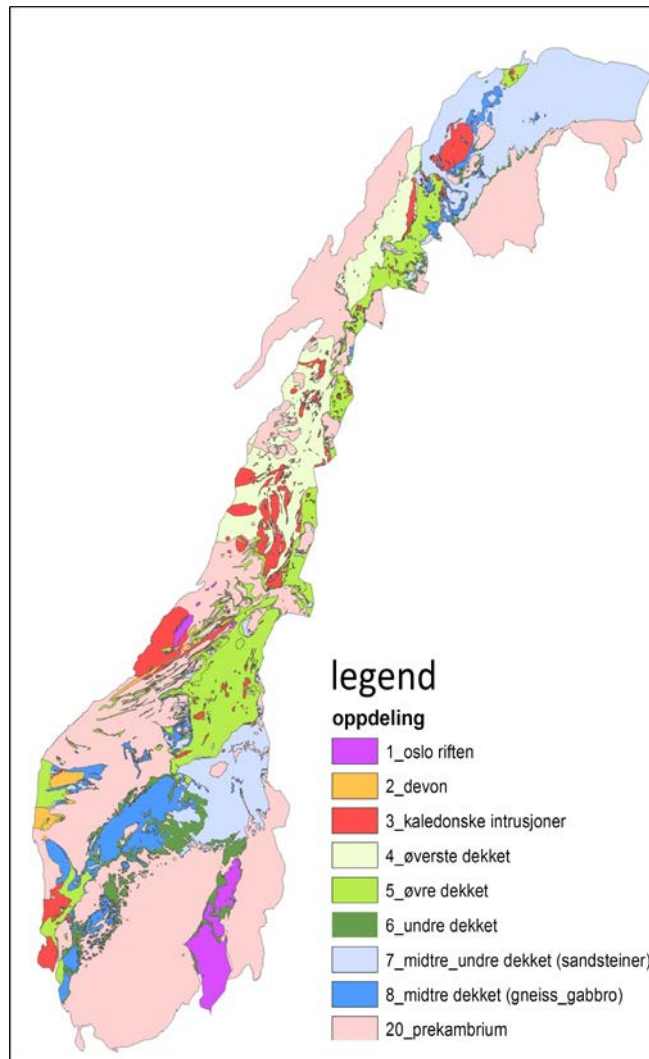 legend
oppdeling
1_oslo riften
2_devon
3_kaledonske intrusjoner
4_øverste dekket
5_øvre dekket
6_undre dekket
7_midtre_undre dekket (sandsteiner)
8_midtre dekket (gneiss_gabbro)
20_prekambrium